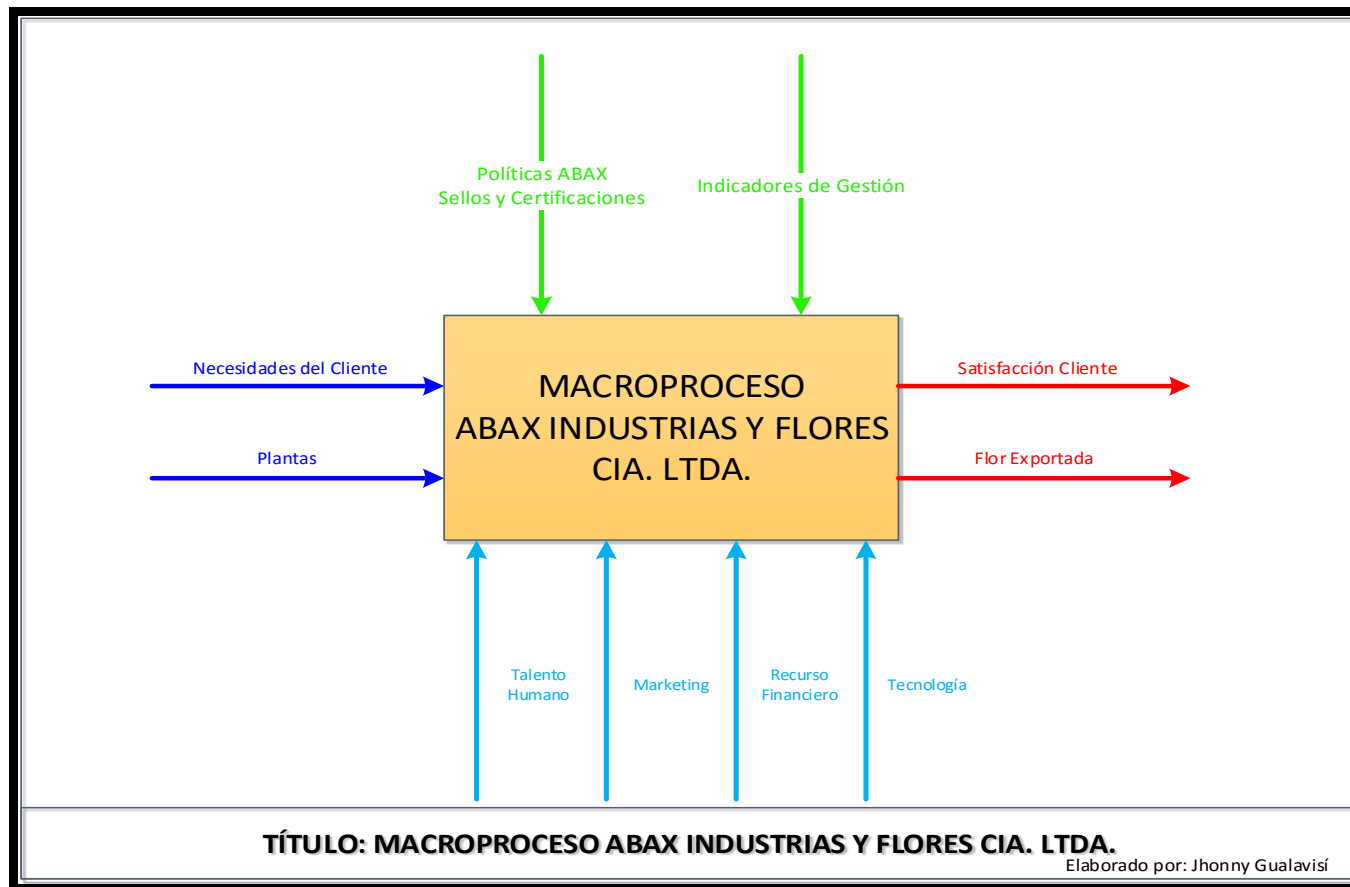 Políticas ABAX
Sellos y Certificaciones
Indicadores de Gestión
Necesidades del Cliente
Plantas
MACROPROCESO
ABAX INDUSTRIAS Y FLORES
CIA. LTDA.
Satisfacción Cliente
Flor Exportada
Talento
Humano
Marketing
Recurso
Financiero
Tecnología
TÍTULO: MACROPROCESO ABAX INDUSTRIAS Y FLORES CIA. LTDA.
Elaborado por: Jhonny Gualavisí